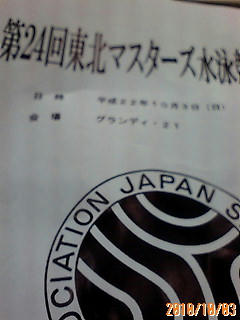 第24回東北マスターズ水泳
日 時 平成22年10月3日(日)
会 場 グランディ・21
OCIATION JAPAN S
2010/10/03